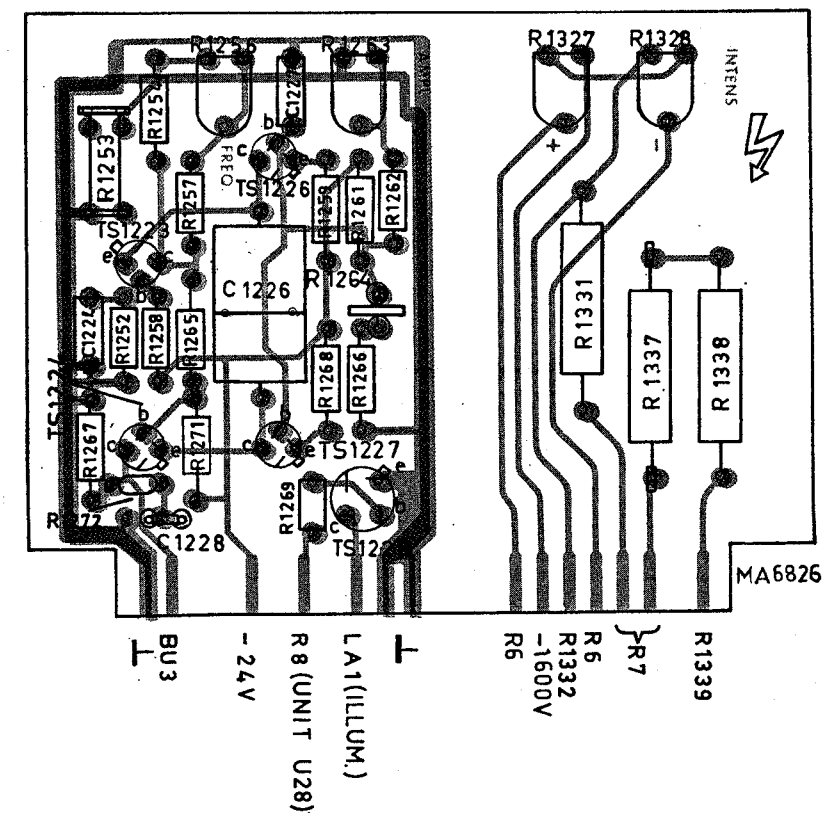 R1256
R1263
R1327
R1328
INTENS
R1254
R1253
b
c
e
FREQ.
TS1226
R1257
R1259
R1261
R1262
+
-
TS1223
e
c
b
C1226
R1264
R1331
R1337
R1338
C1224
R1252
R1258
R1265
R1268
R1266
b
c
e
b
c
e
R1267
R1271
TS1227
R1269
e
b
c
C1228
MA6826
BU3
-24V
R8 (UNIT U28)
LA1(ILLUM.)
R6
-1600V
R1332
R6
R7
R1339